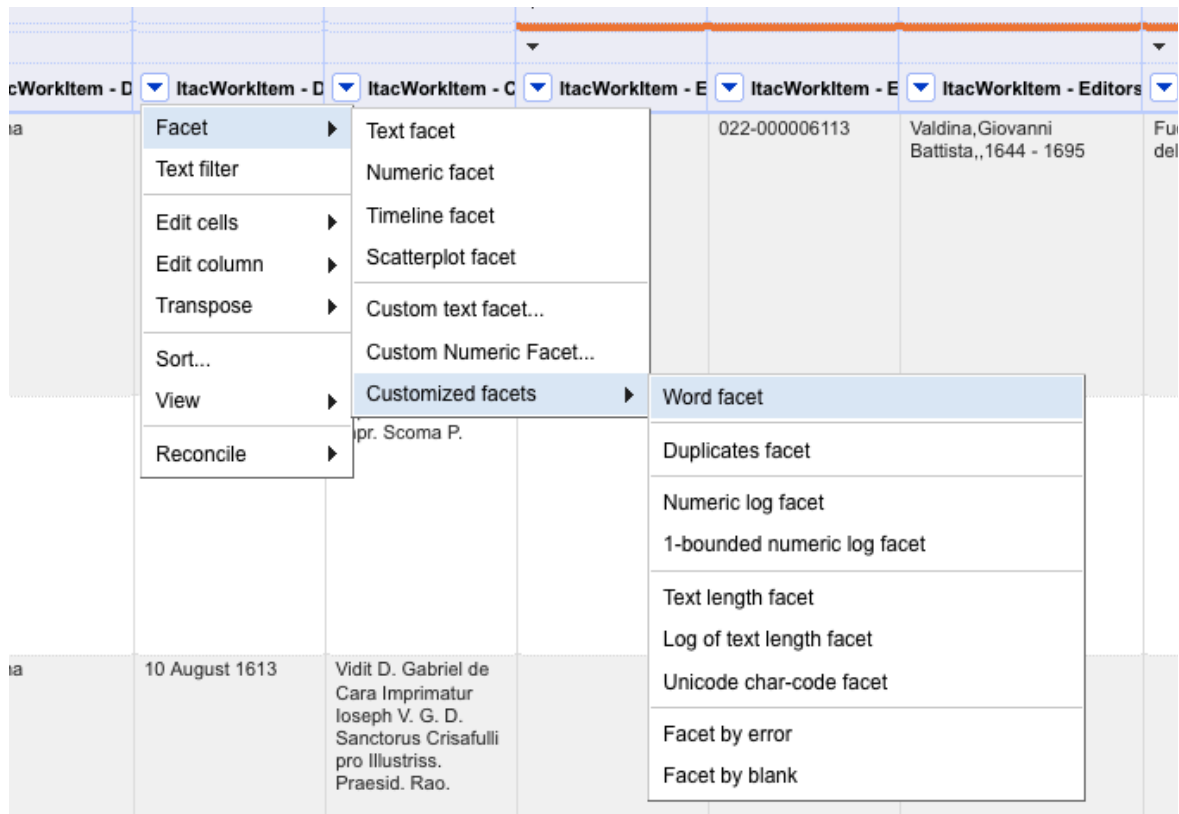 cWorkItem - D
ItacWorkItem - D
ItacWorkItem - C
ItacWorkItem - E
ItacWorkItem - E
ItacWorkItem - Editors
na
022-000006113
Valdina,Giovanni
Battista,,1644 - 1695
Fu
del
Facet
Text filter
Edit cells
Edit column
Transpose
Sort...
View
Reconcile
Text facet
Numeric facet
Timeline facet
Scatterplot facet
Custom text facet...
Custom Numeric Facet...
Customized facets
Word facet
Duplicates facet
Numeric log facet
1-bounded numeric log facet
Text length facet
Log of text length facet
Unicode char-code facet
Facet by error
Facet by blank
pr. Scoma P.
na
10 August 1613
Vidit D. Gabriel de
Cara Imprimatur
Ioseph V. G. D.
Sanctorus Crisafulli
pro Illustriss.
Praesid. Rao.